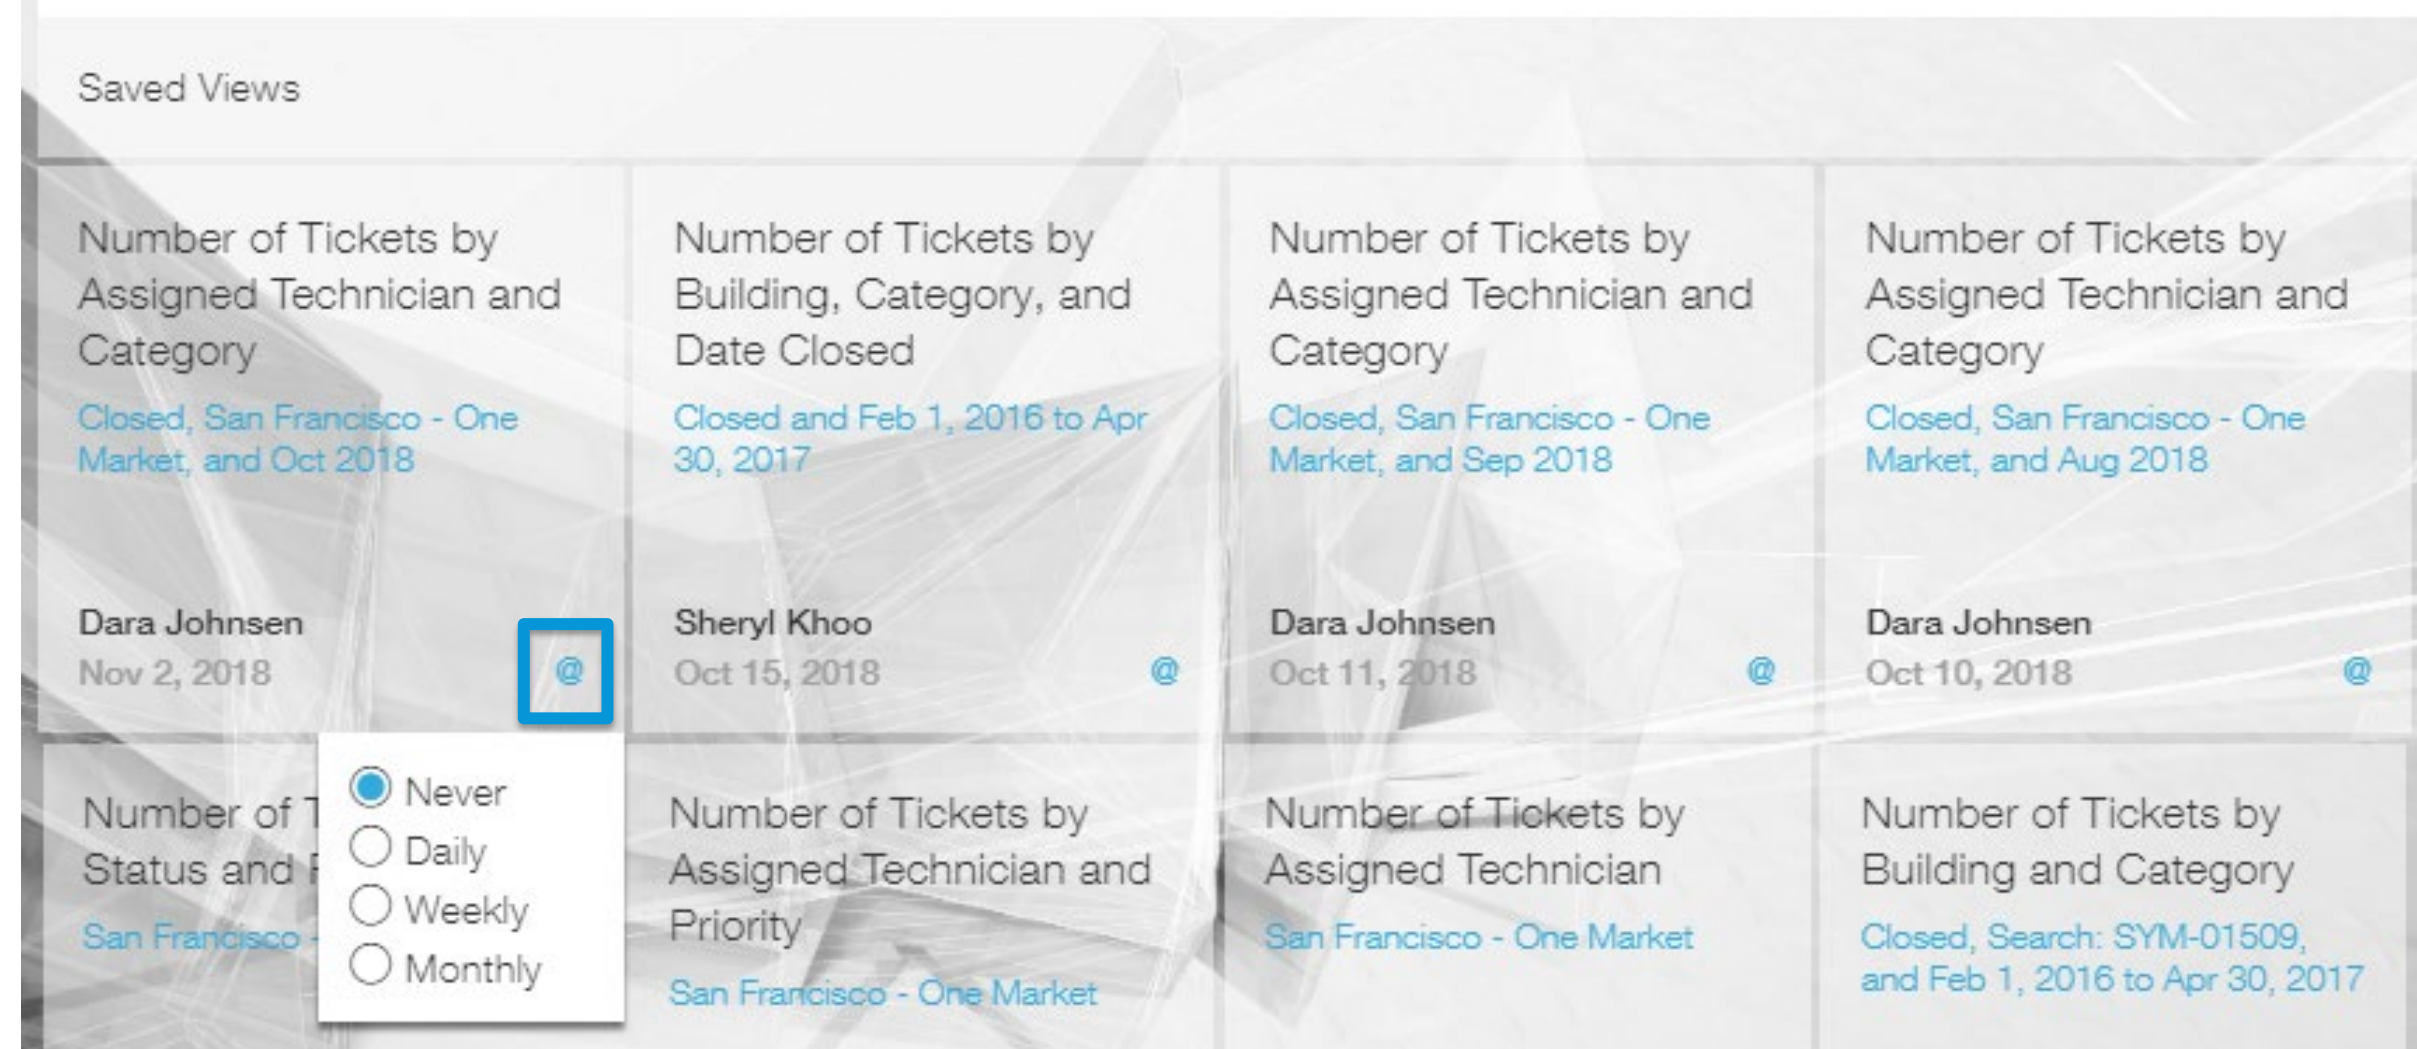 Saved Views
Number of Tickets by
Assigned Technician and
Category
Closed, San Francisco - One
Market, and Oct 2018
Dara Johnsen
Nov 2, 2018
@
Number of Tickets by
Building, Category, and
Date Closed
Closed and Feb 1, 2016 to Apr
30, 2017
Sheryl Khoo
Oct 15, 2018
@
Number of Tickets by
Assigned Technician and
Category
Closed, San Francisco - One
Market, and Sep 2018
Dara Johnsen
Oct 11, 2018
@
Number of Tickets by
Assigned Technician and
Category
Closed, San Francisco - One
Market, and Aug 2018
Dara Johnsen
Oct 10, 2018
@
Number of
Status and
San Francisco -
Never
Daily
Weekly
Monthly
Number of Tickets by
Assigned Technician and
Priority
San Francisco - One Market
Number of Tickets by
Assigned Technician
San Francisco - One Market
Number of Tickets by
Building and Category
Closed, Search: SYM-01509,
and Feb 1, 2016 to Apr 30, 2017